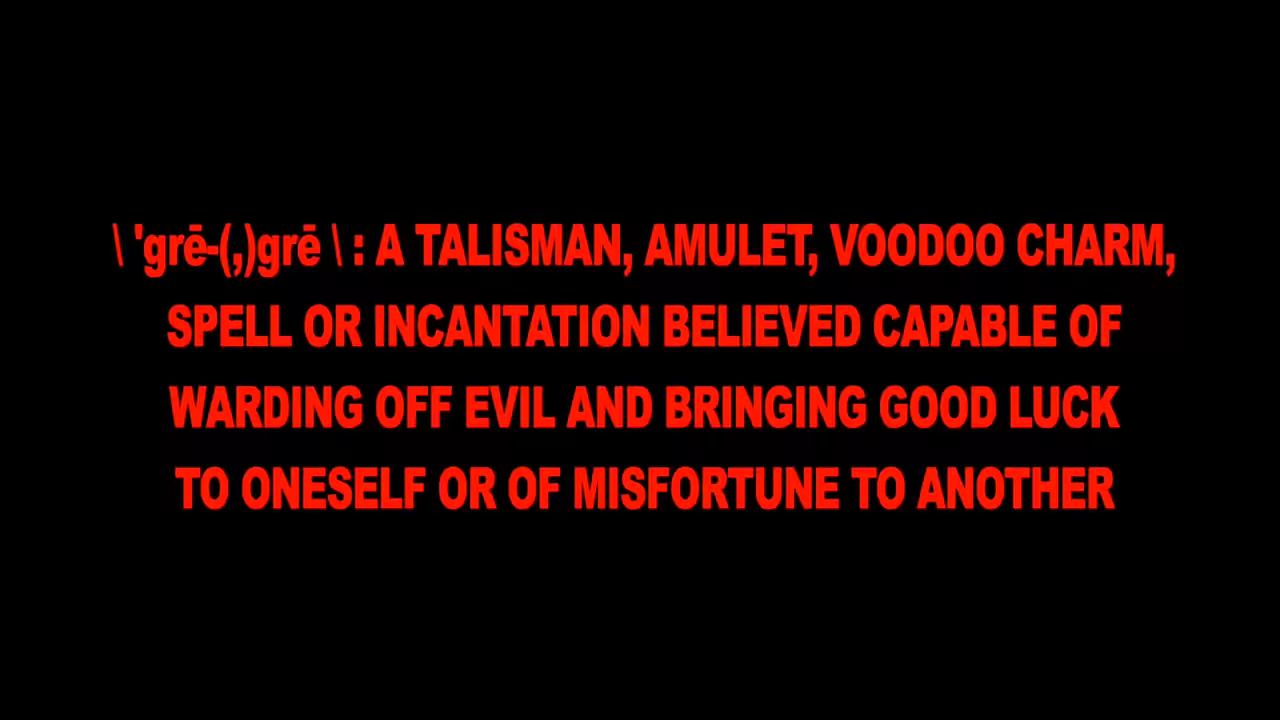 \ 'grē-(,)grē \ : A TALISMAN, AMULET, VOODOO CHARM,
SPELL OR INCANTATION BELIEVED CAPABLE OF
WARDING OFF EVIL AND BRINGING GOOD LUCK
TO ONESELF OR OF MISFORTUNE TO ANOTHER